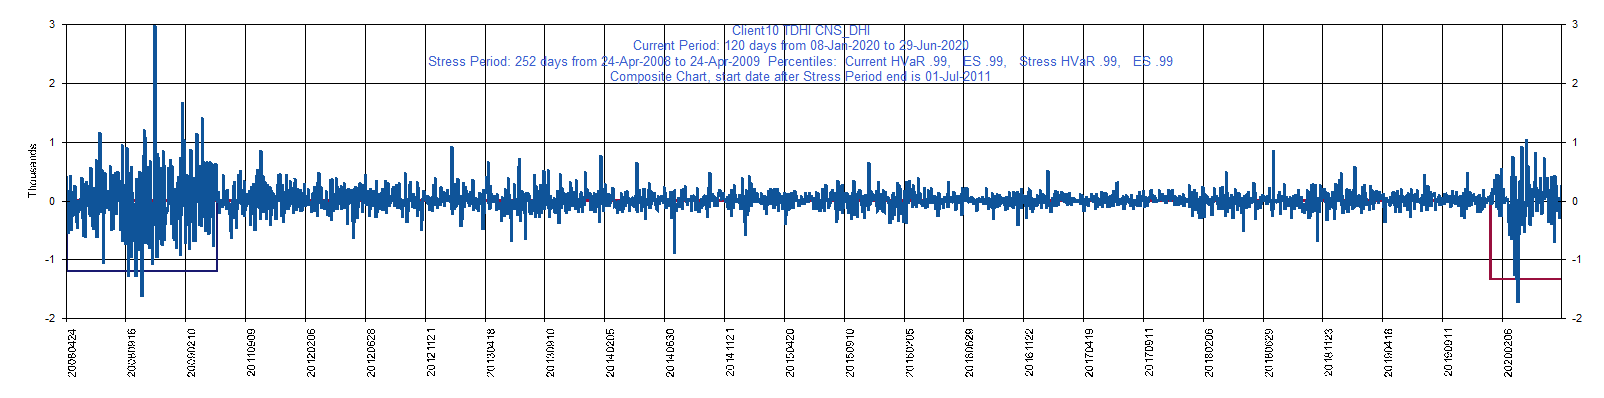 Client10 TDHI CNS_DHI
Current Period: 120 days from 08-Jan-2020 to 29-Jun-2020
Stress Period: 252 days from 24-Apr-2008 to 24-Apr-2009 Percentiles: Current HVaR .99, ES .99, Stress HVaR .99, ES .99
Composite Chart, start date after Stress Period end is 01-Jul-2011
3 3
2 2
1 1
Thousands
0 0
-1 -1
-2 -2
20080424 20080916 20090210 20110909 20120206 20120628 20121121 20130418 20130910 20140205 20140630 20141121 20150420 20150910 20160205 20160629 20161122 20170419 20170911 20180206 20180629 20181123 20190418 20190911 20200206